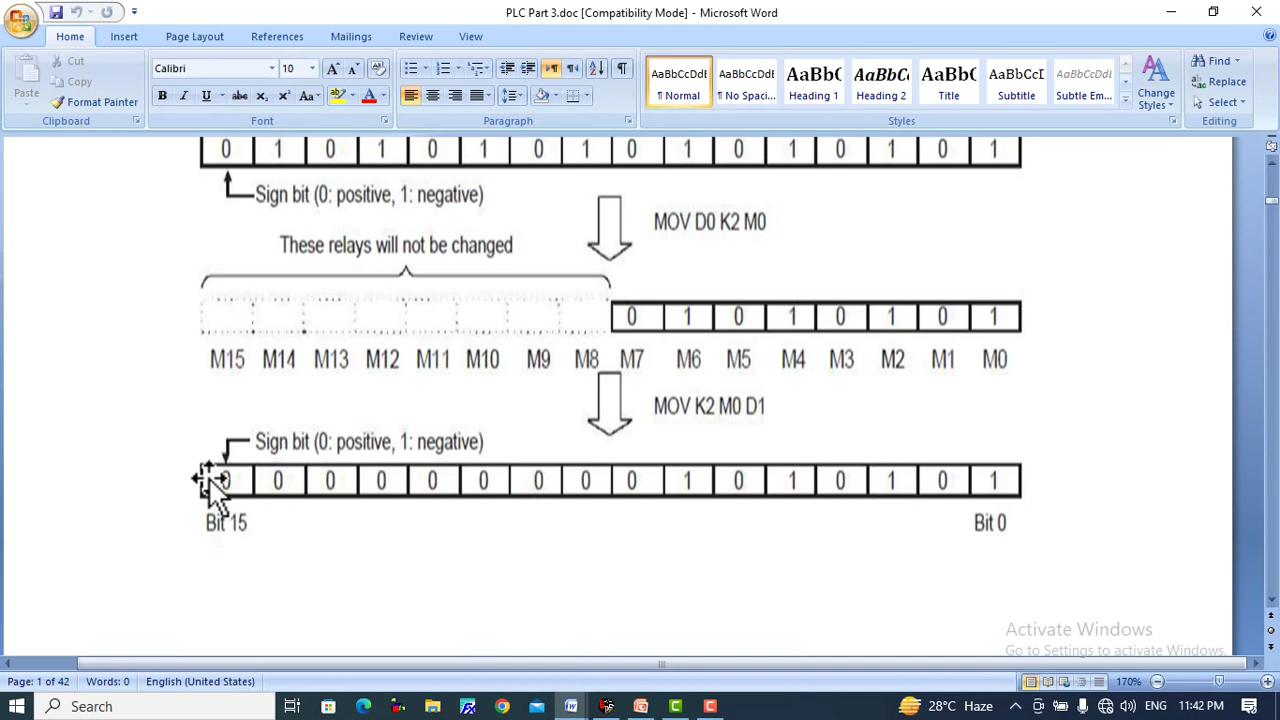 PLC Part 3.doc [Compatibility Mode] - Microsoft Word
Home Insert Page Layout References Mailings Review View
Paste Cut Copy Format Painter
Calibri 10
B I U abc x₂ x² Aa A
AaBbCcDdE AaBbCcDc AaBbC AaBbCc AaBbC AaBbCcL AaBbCcDc
¶ Normal ¶ No Spaci... Heading 1 Heading 2 Title Subtitle Subtle Em...
Change Styles
Find Replace Select
Clipboard Font Paragraph Styles Editing
0 1 0 1 0 1 0 1 0 1 0 1 0 1 0 1
Sign bit (0: positive, 1: negative)
MOV D0 K2 M0
These relays will not be changed
0 1 0 1 0 1 0 1
M15 M14 M13 M12 M11 M10 M9 M8 M7 M6 M5 M4 M3 M2 M1 M0
MOV K2 M0 D1
Sign bit (0: positive, 1: negative)
0 0 0 0 0 0 0 0 0 1 0 1 0 1 0 1
Bit 15 Bit 0
Activate Windows
Go to Settings to activate Windows.
Page: 1 of 42 Words: 0 English (United States) 170%
Search 28°C Haze ENG 11:42 PM